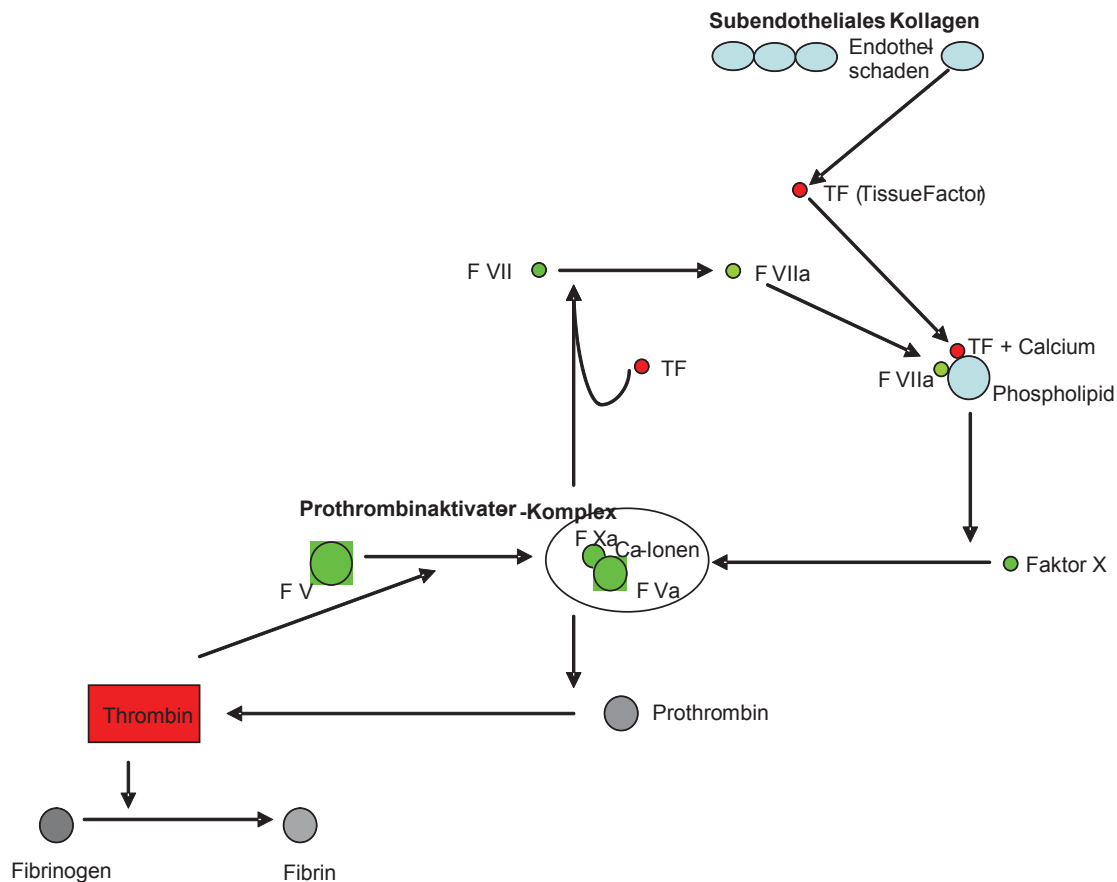 Subendotheliales Kollagen
Endothel-
schaden
TF (TissueFactor)
F VII
F VIIa
TF
TF + Calcium
F VIIa
Phospholipid
Prothrombinaktivator-Komplex
F Xa
Ca-Ionen
F V
F Va
Faktor X
Thrombin
Prothrombin
Fibrinogen
Fibrin